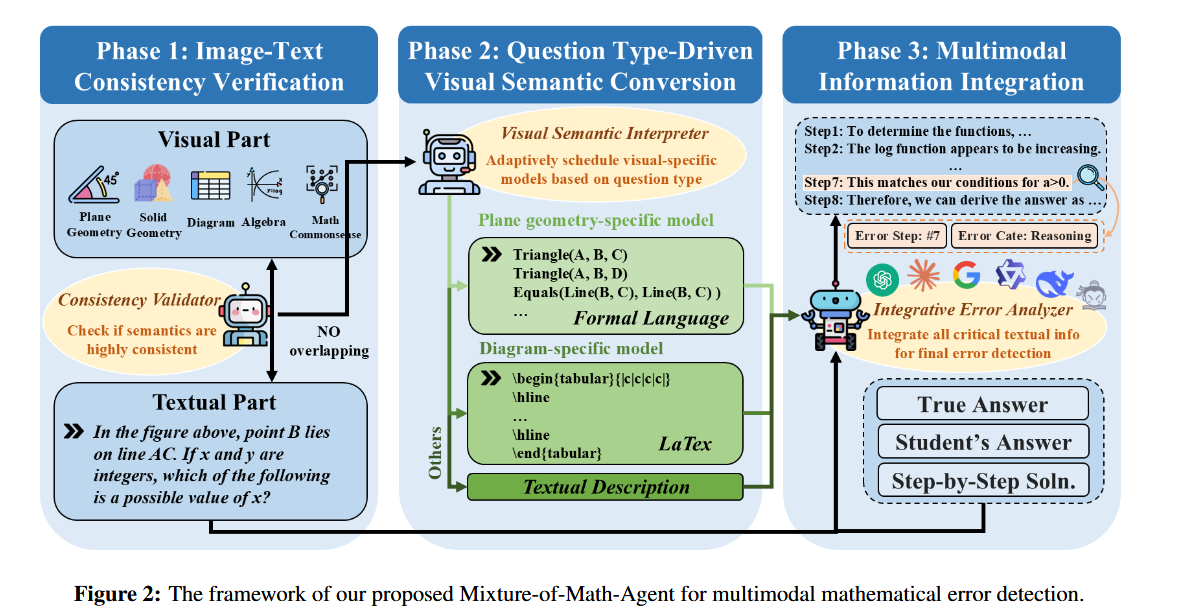 Phase 1: Image-Text
Consistency Verification
Visual Part
45°
Plane
Geometry
Solid
Geometry
Diagram
Algebra
Math
Commonsense
Consistency Validator
Check if semantics are
highly consistent
NO
overlapping
Textual Part
In the figure above, point B lies
on line AC. If x and y are
integers, which of the following
is a possible value of x?
Phase 2: Question Type-Driven
Visual Semantic Conversion
Visual Semantic Interpreter
Adaptively schedule visual-specific
models based on question type
Plane geometry-specific model
Triangle(A, B, C)
Triangle(A, B, D)
Equals(Line(B, C), Line(B, C) )
...
Formal Language
Diagram-specific model
\begin{tabular}{|c|c|c|c|}
\hline
...
\hline
\end{tabular}
LaTex
Others
Textual Description
Phase 3: Multimodal
Information Integration
Step1: To determine the functions, ...
Step2: The log function appears to be increasing.
...
Step7: This matches our conditions for a>0.
Step8: Therefore, we can derive the answer as ...
Error Step: #7
Error Cate: Reasoning
Integrative Error Analyzer
Integrate all critical textual info
for final error detection
True Answer
Student's Answer
Step-by-Step Soln.
Figure 2: The framework of our proposed Mixture-of-Math-Agent for multimodal mathematical error detection.